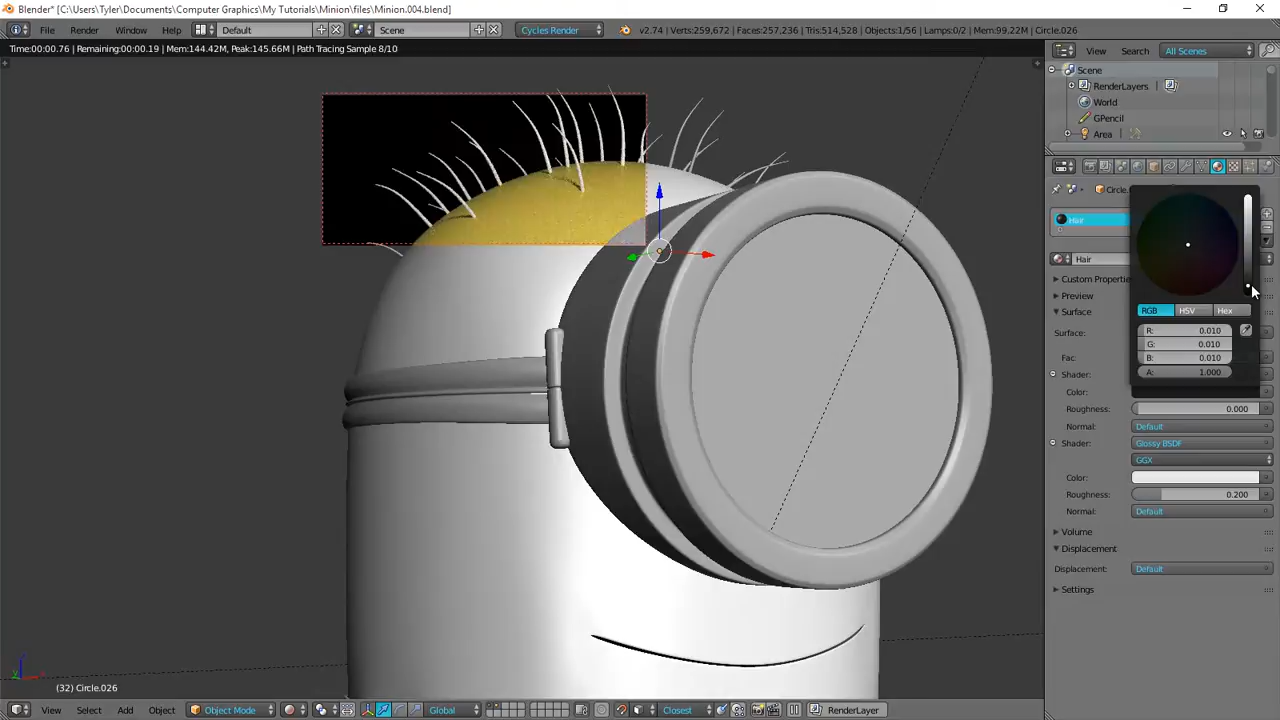 Blender* [C:\Users\Tyler\Documents\Computer Graphics\My Tutorials\Minion\files\Minion.004.blend]
File Render Window Help Default Scene Cycles Render v2.74 | Verts:259,672 | Faces:257,236 | Tris:514,528 | Objects:1/56 | Lamps:0/2 | Mem:99.22M | Circle.026
Time:00:00.76 | Remaining:00:00.19 | Mem:144.42M, Peak:145.66M | Path Tracing Sample 8/10
View Search All Scenes
Scene
RenderLayers
World
GPencil
Area
Circle.
Hair
Hair
Custom Propertie
Preview
Surface
RGB HSV Hex
R: 0.010
Surface:
G: 0.010
B: 0.010
Fac:
A: 1.000
Shader:
Color:
Roughness: 0.000
Normal: Default
Shader: Glossy BSDF
GGX
Color:
Roughness: 0.200
Normal: Default
Volume
Displacement
Displacement: Default
Settings
(32) Circle.026
View Select Add Object Object Mode Global Closest RenderLayer